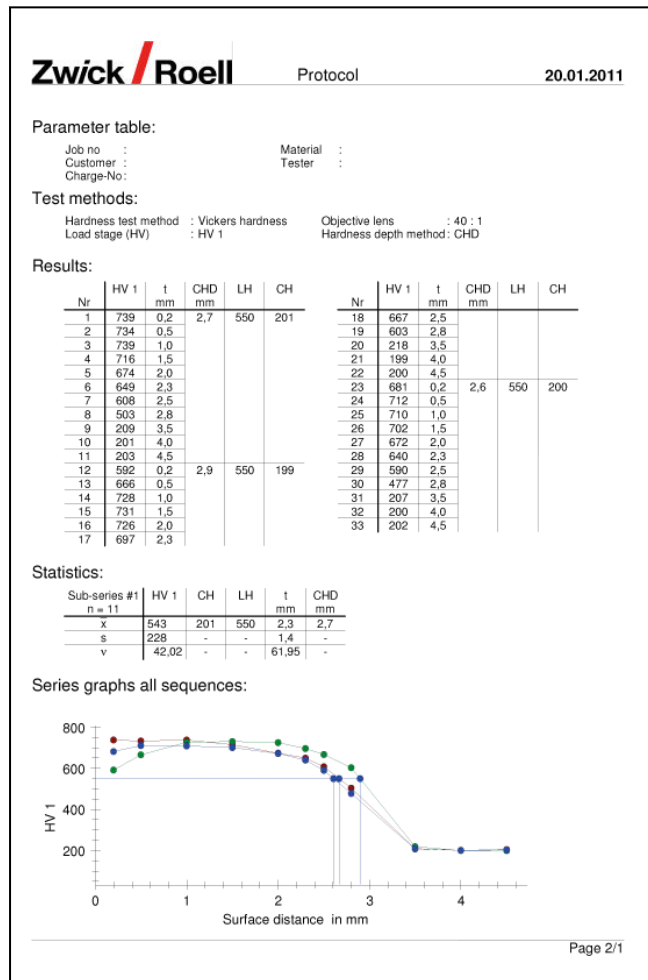 Zwick / Roell Protocol 20.01.2011
Parameter table:
Job no : Material :
Customer : Tester :
Charge-No :
Test methods:
Hardness test method : Vickers hardness Objective lens : 40 : 1
Load stage (HV) : HV 1 Hardness depth method : CHD
Results:
HV 1 t CHD LH CH
Nr mm mm
1 739 0,2 2,7 550 201
2 734 0,5
3 739 1,0
4 716 1,5
5 674 2,0
6 649 2,3
7 608 2,5
8 503 2,8
9 209 3,5
10 201 4,0
11 203 4,5
12 592 0,2 2,9 550 199
13 666 0,5
14 728 1,0
15 731 1,5
16 726 2,0
17 697 2,3
HV 1 t CHD LH CH
Nr mm mm
18 667 2,5
19 603 2,8
20 218 3,5
21 199 4,0
22 200 4,5
23 681 0,2 2,6 550 200
24 712 0,5
25 710 1,0
26 702 1,5
27 672 2,0
28 640 2,3
29 590 2,5
30 477 2,8
31 207 3,5
32 200 4,0
33 202 4,5
Statistics:
Sub-series #1 HV 1 CH LH t CHD
n = 11 mm mm
x̄ 543 201 550 2,3 2,7
s 228 - - 1,4 -
v 42,02 - - 61,95 -
Series graphs all sequences:
800
600
400
200
HV 1
0 1 2 3 4
Surface distance in mm
Page 2/1